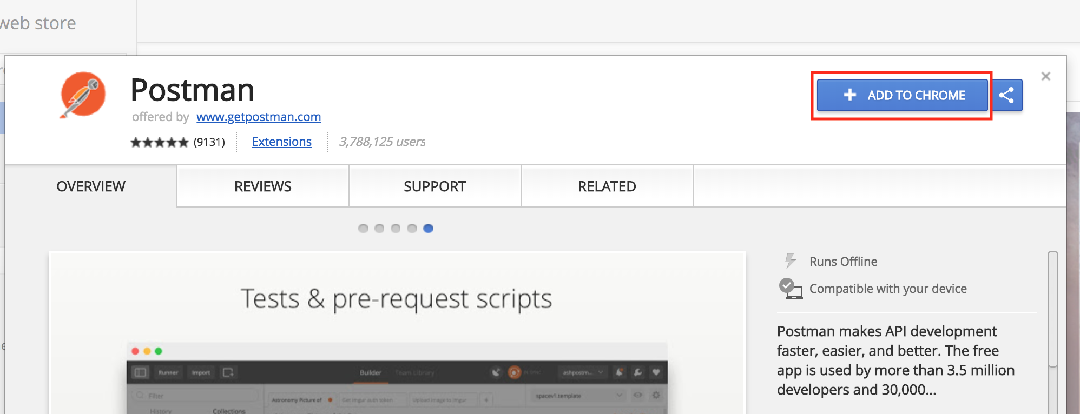 web store
Postman
ADD TO CHROME
offered by www.getpostman.com
(9131) Extensions 3,788,125 users
OVERVIEW REVIEWS SUPPORT RELATED
Runs Offline
Compatible with your device
Tests & pre-request scripts
Postman makes API development
faster, easier, and better. The free
app is used by more than 3.5 million
developers and 30,000...
Runner Import Builder Team Library
Filter
History Collections